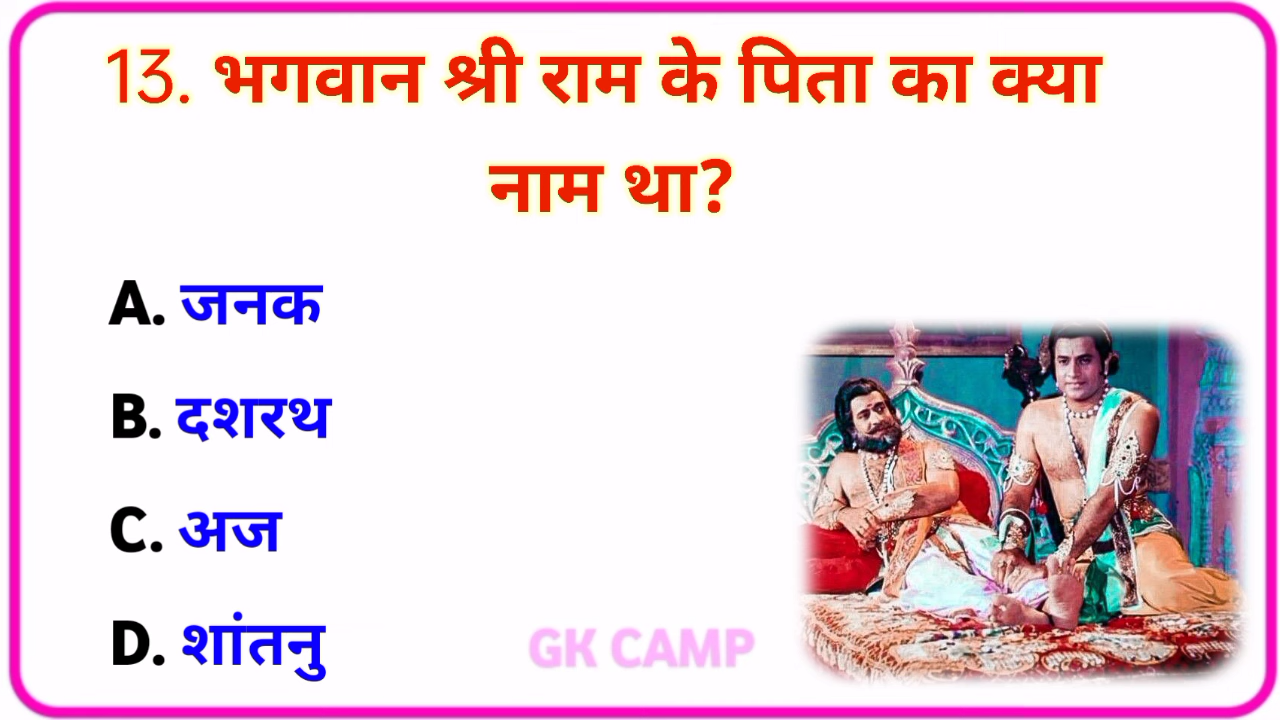 13. भगवान श्री राम के पिता का क्या
नाम था?
A. जनक
B. दशरथ
C. अज
D. शांतनु
GK CAMP